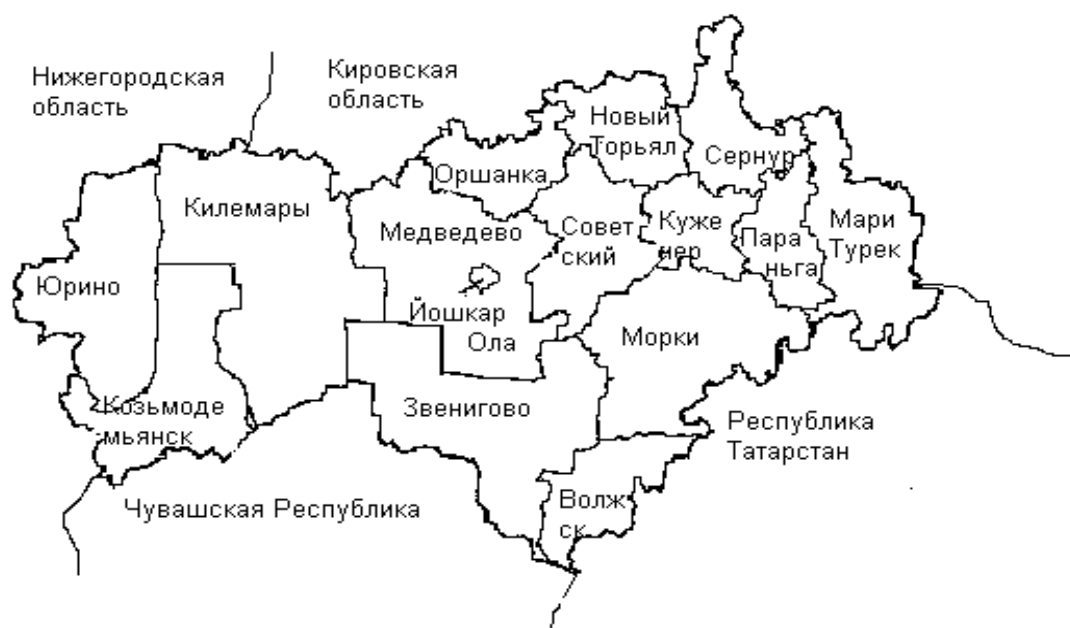 Нижегородская
область
Кировская
область
Новый
Торьял
Сернур
Оршанка
Килемары
Медведево
Совет
ский
Куже
нер
Пара
ньга
Мари
Турек
Юрино
Йошкар
Ола
Морки
Козьмоде
мьянск
Звенигово
Республика
Татарстан
Чувашская Республика
Волж
ск